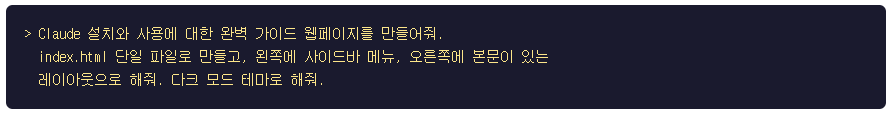 > Claude 설치와 사용에 대한 완벽 가이드 웹페이지를 만들어줘.
index.html 단일 파일로 만들고, 왼쪽에 사이드바 메뉴, 오른쪽에 본문이 있는
레이아웃으로 해줘. 다크 모드 테마로 해줘.